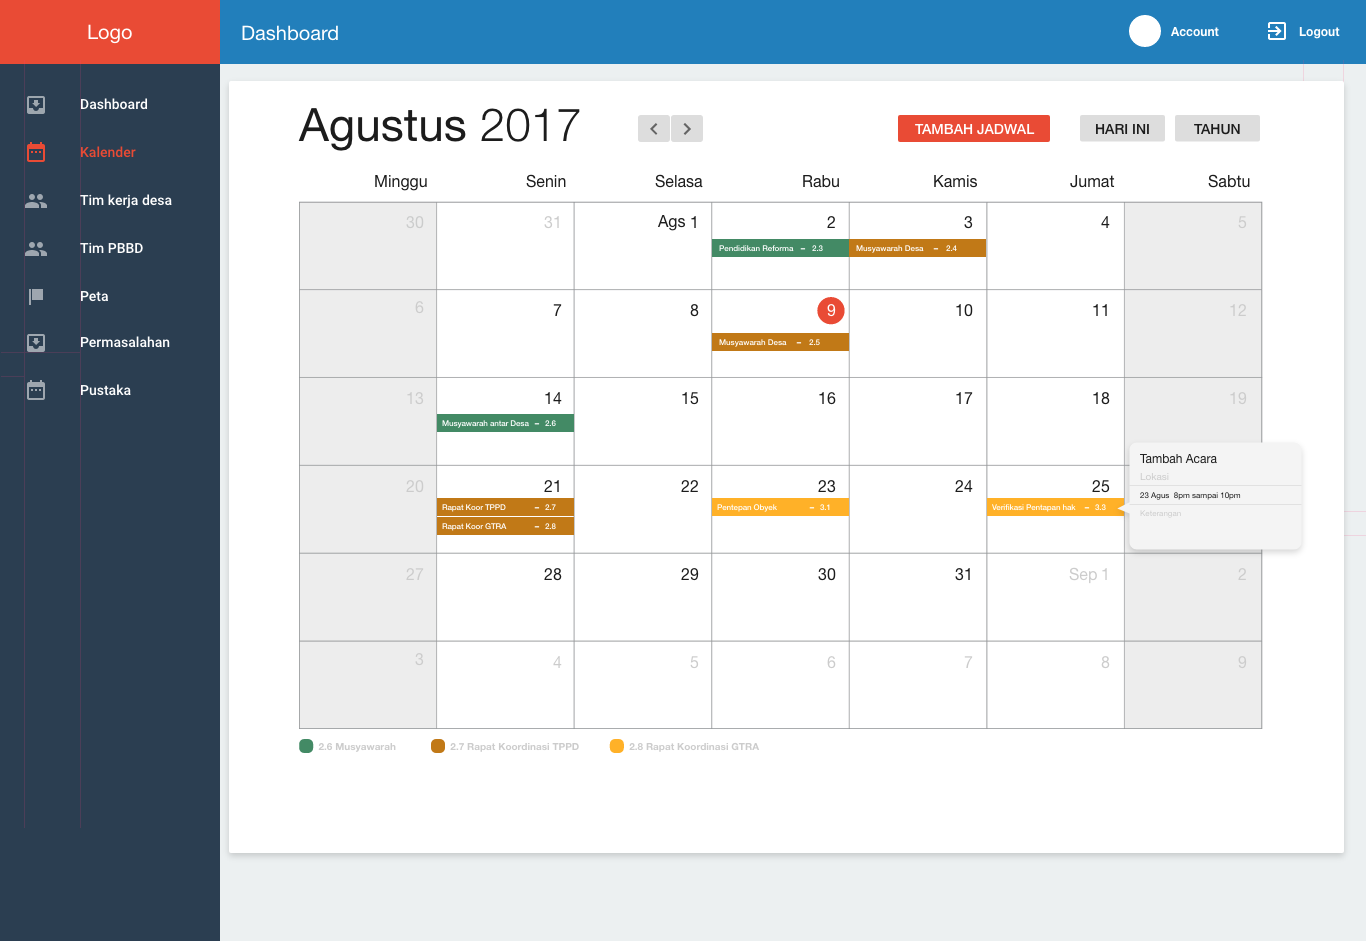 Logo
Dashboard
Account
Logout
Dashboard
Kalender
Tim kerja desa
Tim PBBD
Peta
Permasalahan
Pustaka
Agustus 2017
TAMBAH JADWAL
HARI INI
TAHUN
Minggu Senin Selasa Rabu Kamis Jumat Sabtu
30 31 Ags 1 2 3 4 5
Pendidikan Reforma – 2.3
Musyawarah Desa – 2.4
6 7 8 9 10 11 12
Musyawarah Desa – 2.5
13 14 15 16 17 18 19
Musyawarah antar Desa – 2.6
20 21 22 23 24 25
Rapat Koor TPPD – 2.7
Pentepan Obyek – 3.1
Verifikasi Pentapan hak – 3.3
Rapat Koor GTRA – 2.8
Tambah Acara
Lokasi
23 Agus 8pm sampai 10pm
Keterangan
27 28 29 30 31 Sep 1 2
3 4 5 6 7 8 9
2.6 Musyawarah
2.7 Rapat Koordinasi TPPD
2.8 Rapat Koordinasi GTRA